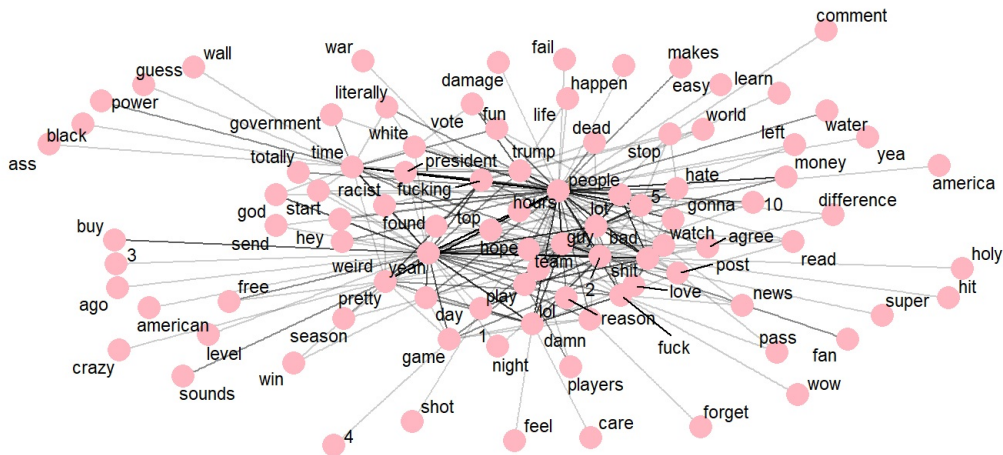 comment
wall
war
fail
makes
guess
damage
happen
easy
learn
power
literally
life
government
vote
fun
world
black
white
dead
left
water
ass
totally
time
president
trump
stop
yea
racist
fucking
people
hate
money
america
god
start
found
top
hours
lot
5
gonna
10
difference
buy
send
hey
hope
guy
bad
watch
agree
3
weird
yeah
team
shit
post
read
holy
ago
free
pretty
play
2
love
news
super
hit
american
season
day
lol
reason
crazy
level
game
1
damn
fuck
pass
fan
sounds
win
night
players
wow
shot
forget
4
feel
care